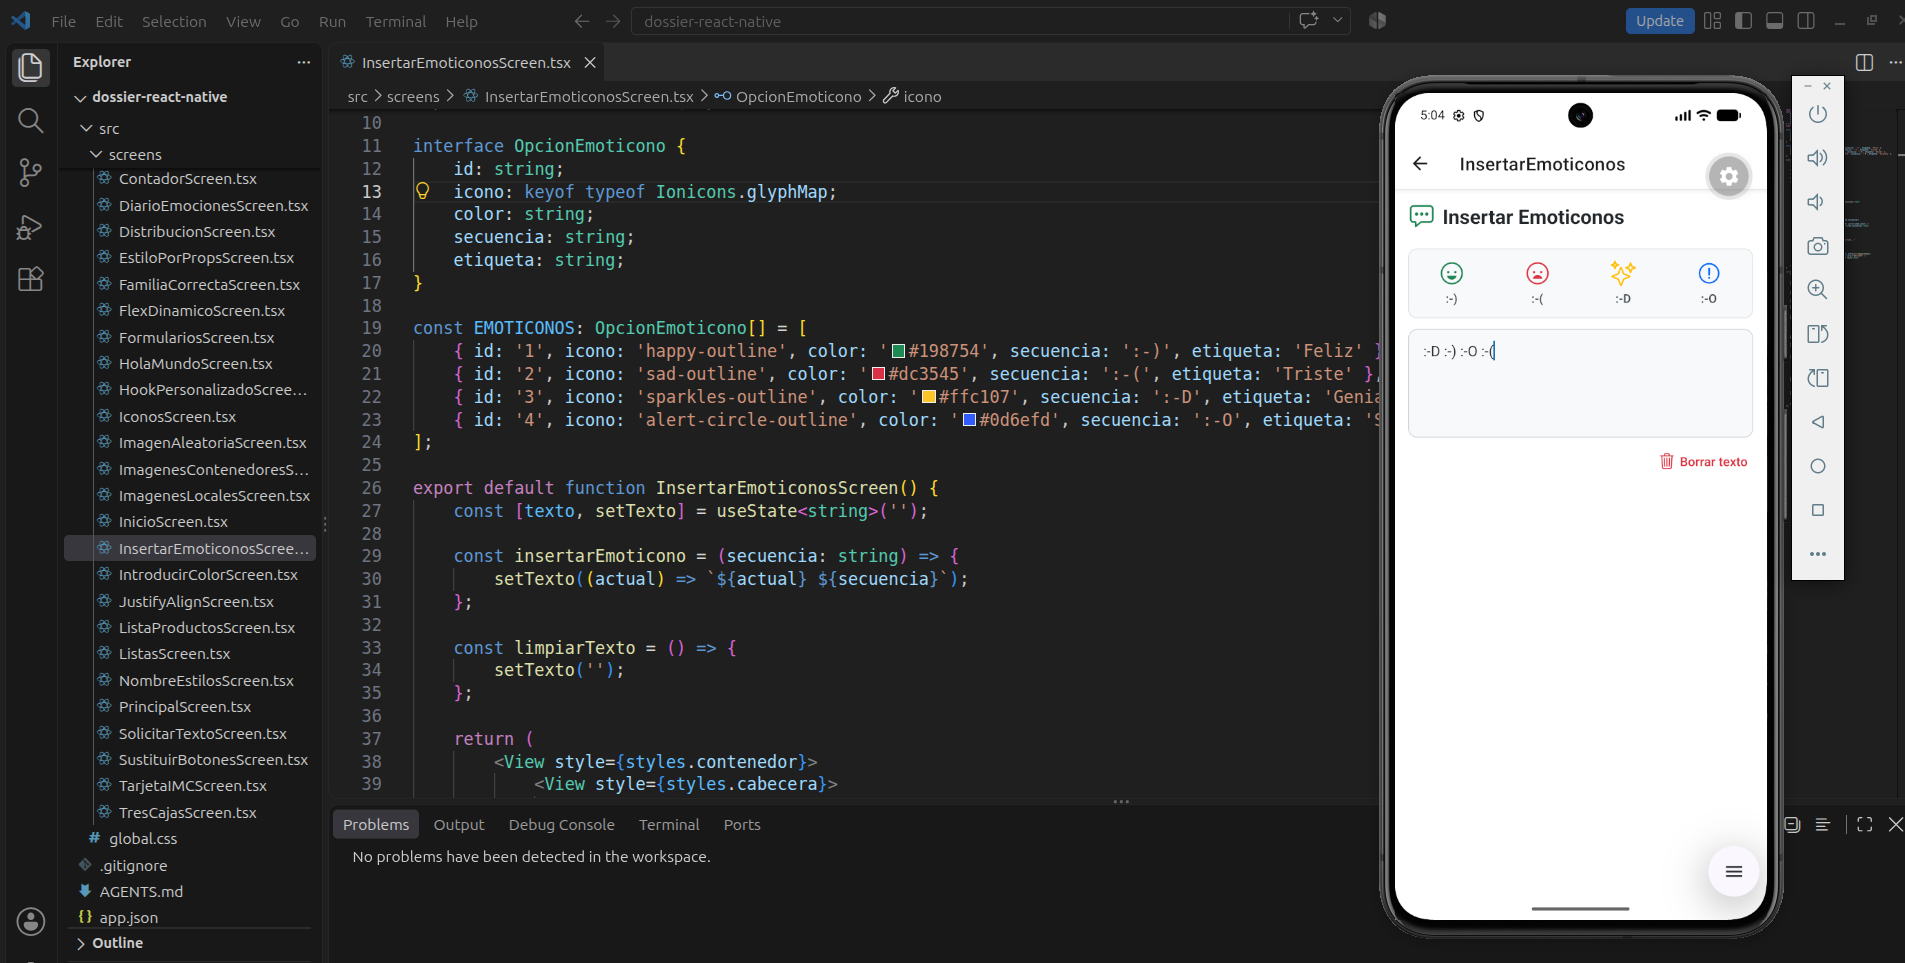 File Edit Selection View Go Run Terminal Help
dossier-react-native
Update
Explorer
InsertarEmoticonosScreen.tsx
dossier-react-native
src
screens
ContadorScreen.tsx
DiarioEmocionesScreen.tsx
DistribucionScreen.tsx
EstiloPorPropsScreen.tsx
FamiliaCorrectaScreen.tsx
FlexDinamicoScreen.tsx
FormulariosScreen.tsx
HolaMundoScreen.tsx
HookPersonalizadoScree...
IconosScreen.tsx
ImagenAleatoriaScreen.tsx
ImagenesContenedoresS...
ImagenesLocalesScreen.tsx
InicioScreen.tsx
InsertarEmoticonosScree...
IntroducirColorScreen.tsx
JustifyAlignScreen.tsx
ListaProductosScreen.tsx
ListasScreen.tsx
NombreEstilosScreen.tsx
PrincipalScreen.tsx
SolicitarTextoScreen.tsx
SustituirBotonesScreen.tsx
TarjetaIMCScreen.tsx
TresCajasScreen.tsx
# global.css
.gitignore
AGENTS.md
{} app.json
Outline
src > screens > InsertarEmoticonosScreen.tsx > OpcionEmoticono > icono
10
11 interface OpcionEmoticono {
12 id: string;
13 icono: keyof typeof Ionicons.glyphMap;
14 color: string;
15 secuencia: string;
16 etiqueta: string;
17 }
18
19 const EMOTICONOS: OpcionEmoticono[] = [
20 { id: '1', icono: 'happy-outline', color: '#198754', secuencia: ':-)', etiqueta: 'Feliz' }
21 { id: '2', icono: 'sad-outline', color: '#dc3545', secuencia: ':-(', etiqueta: 'Triste' },
22 { id: '3', icono: 'sparkles-outline', color: '#ffc107', secuencia: ':-D', etiqueta: 'Genia
23 { id: '4', icono: 'alert-circle-outline', color: '#0d6efd', secuencia: ':-O', etiqueta: 'S
24 ];
25
26 export default function InsertarEmoticonosScreen() {
27 const [texto, setTexto] = useState<string>('');
28
29 const insertarEmoticono = (secuencia: string) => {
30 setTexto((actual) => `${actual} ${secuencia}`);
31 };
32
33 const limpiarTexto = () => {
34 setTexto('');
35 };
36
37 return (
38 <View style={styles.contenedor}>
39 <View style={styles.cabecera}>
Problems Output Debug Console Terminal Ports
No problems have been detected in the workspace.
5:04
InsertarEmoticonos
Insertar Emoticonos
:-) :-( :-D :-O
:-D :-) :-O :-(
Borrar texto